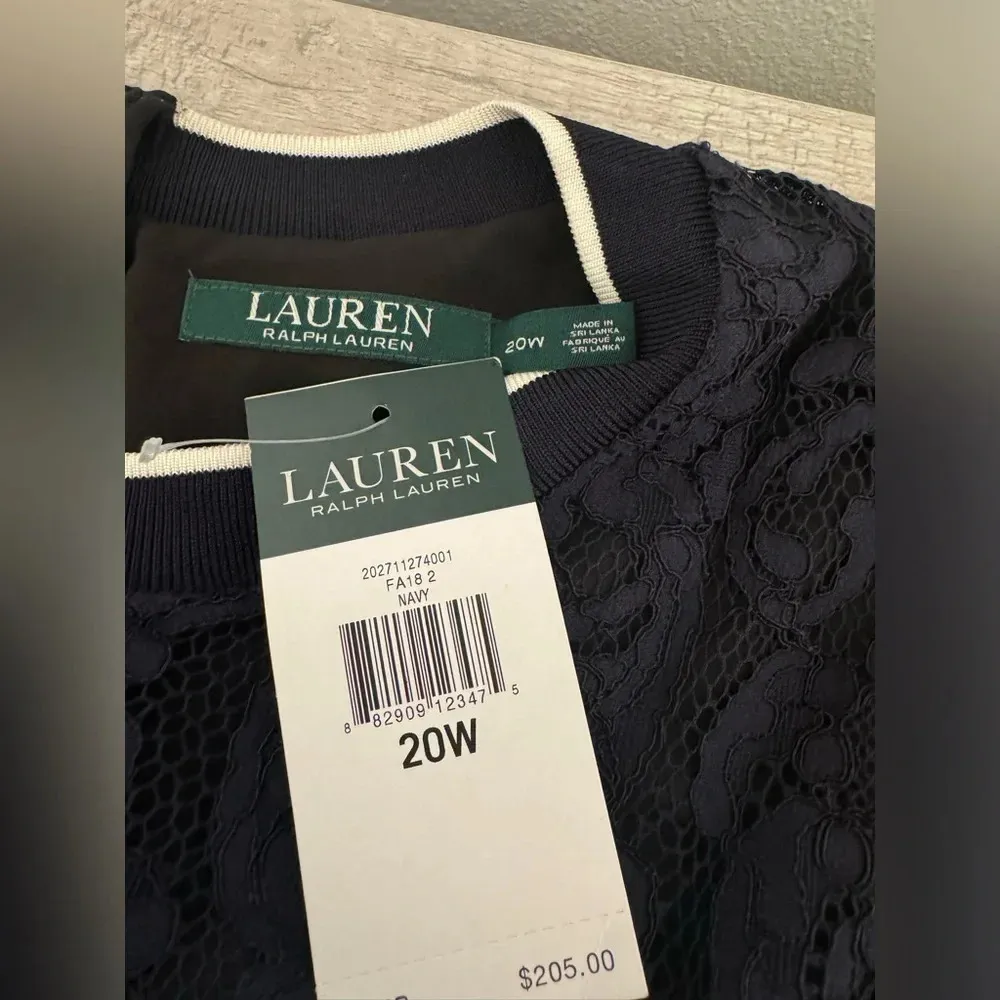 LAUREN
RALPH LAUREN
20W
MADE IN
SRI LANKA
FABRIQUÉ AU
SRI LANKA
LAUREN
RALPH LAUREN
202711274001
FA18 2
NAVY
8 82909 12347 5
20W
$205.00